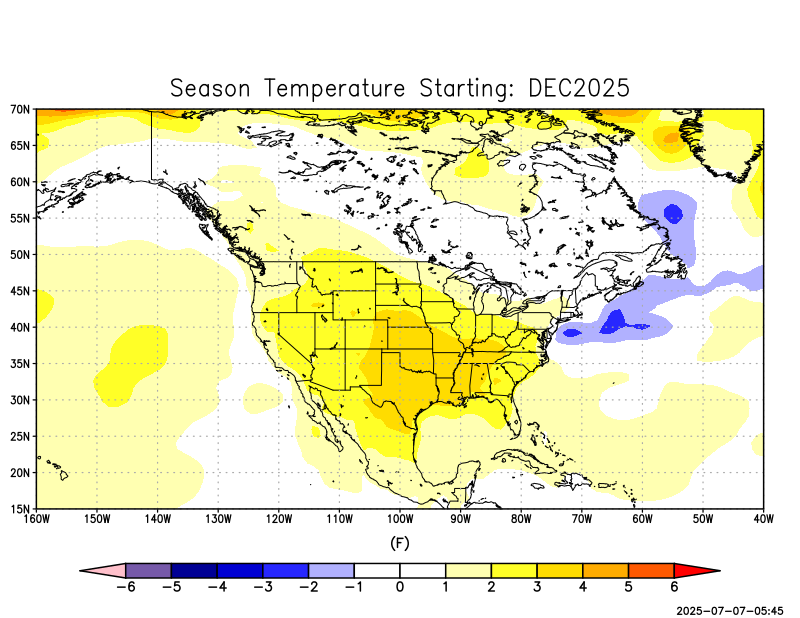 Season Temperature Starting: DEC2025
70N
65N
60N
55N
50N
45N
40N
35N
30N
25N
20N
15N
160W 150W 140W 130W 120W 110W 100W 90W 80W 70W 60W 50W 40W
(F)
-6 -5 -4 -3 -2 -1 0 1 2 3 4 5 6
2025-07-07-05:45